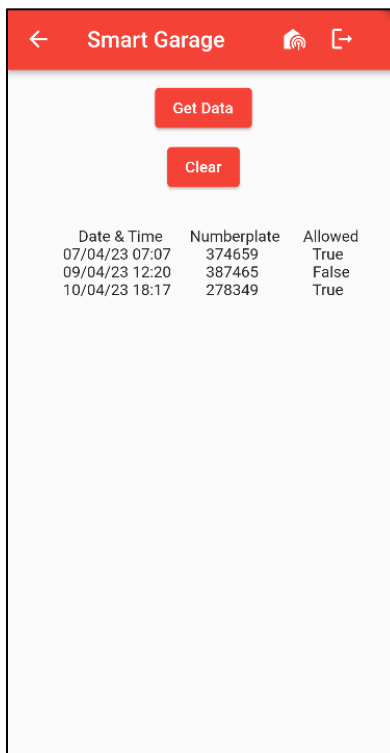 Smart Garage
Get Data
Clear
Date & Time Numberplate Allowed
07/04/23 07:07 374659 True
09/04/23 12:20 387465 False
10/04/23 18:17 278349 True